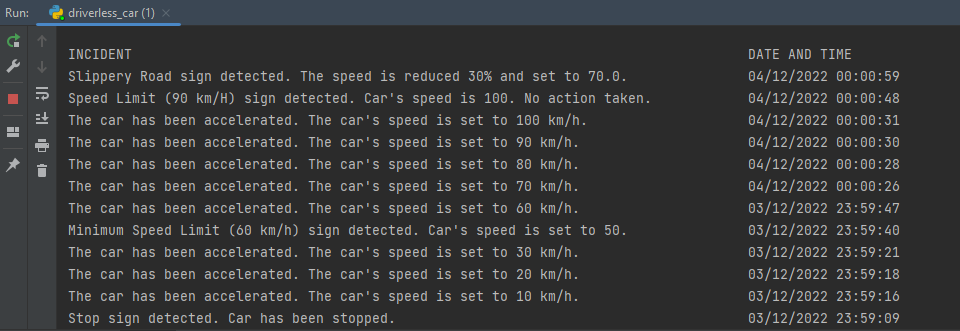 Run: driverless_car (1)
INCIDENT DATE AND TIME
Slippery Road sign detected. The speed is reduced 30% and set to 70.0. 04/12/2022 00:00:59
Speed Limit (90 km/H) sign detected. Car's speed is 100. No action taken. 04/12/2022 00:00:48
The car has been accelerated. The car's speed is set to 100 km/h. 04/12/2022 00:00:31
The car has been accelerated. The car's speed is set to 90 km/h. 04/12/2022 00:00:30
The car has been accelerated. The car's speed is set to 80 km/h. 04/12/2022 00:00:28
The car has been accelerated. The car's speed is set to 70 km/h. 04/12/2022 00:00:26
The car has been accelerated. The car's speed is set to 60 km/h. 03/12/2022 23:59:47
Minimum Speed Limit (60 km/h) sign detected. Car's speed is set to 50. 03/12/2022 23:59:40
The car has been accelerated. The car's speed is set to 30 km/h. 03/12/2022 23:59:21
The car has been accelerated. The car's speed is set to 20 km/h. 03/12/2022 23:59:18
The car has been accelerated. The car's speed is set to 10 km/h. 03/12/2022 23:59:16
Stop sign detected. Car has been stopped. 03/12/2022 23:59:09